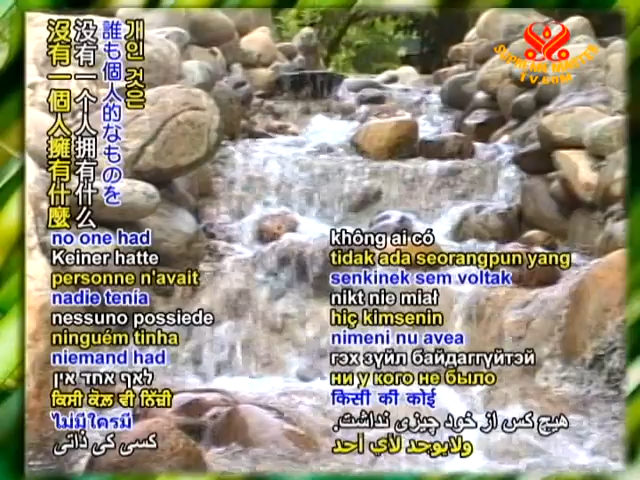 SUPREME MASTER
TV.COM
개인 것은
誰も個人的なものを
没有一个人拥有什么
沒有一個人擁有什麼
no one had
Keiner hatte
personne n'avait
nadie tenía
nessuno possiede
ninguém tinha
niemand had
לאף אחד אין
ਕਿਸੀ ਕੋਲ ਵੀ ਨਿੱਜੀ
ไม่มีใครมี
کسی کی ذاتی
không ai có
tidak ada seorangpun yang
senkinek sem voltak
nikt nie miał
hiç kimsenin
nimeni nu avea
гэх зүйл байдаггүйтэй
ни у кого не было
किसी की कोई
هیچ کس از خود چیزی نداشت.
ولايوجد لأي أحد